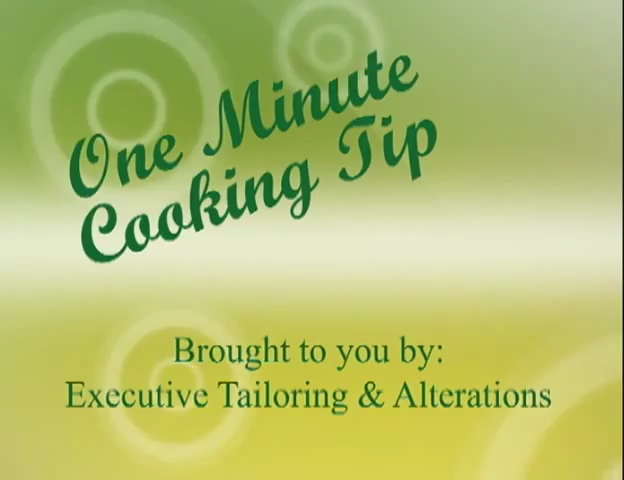 One Minute
Cooking Tip
Brought to you by:
Executive Tailoring & Alterations